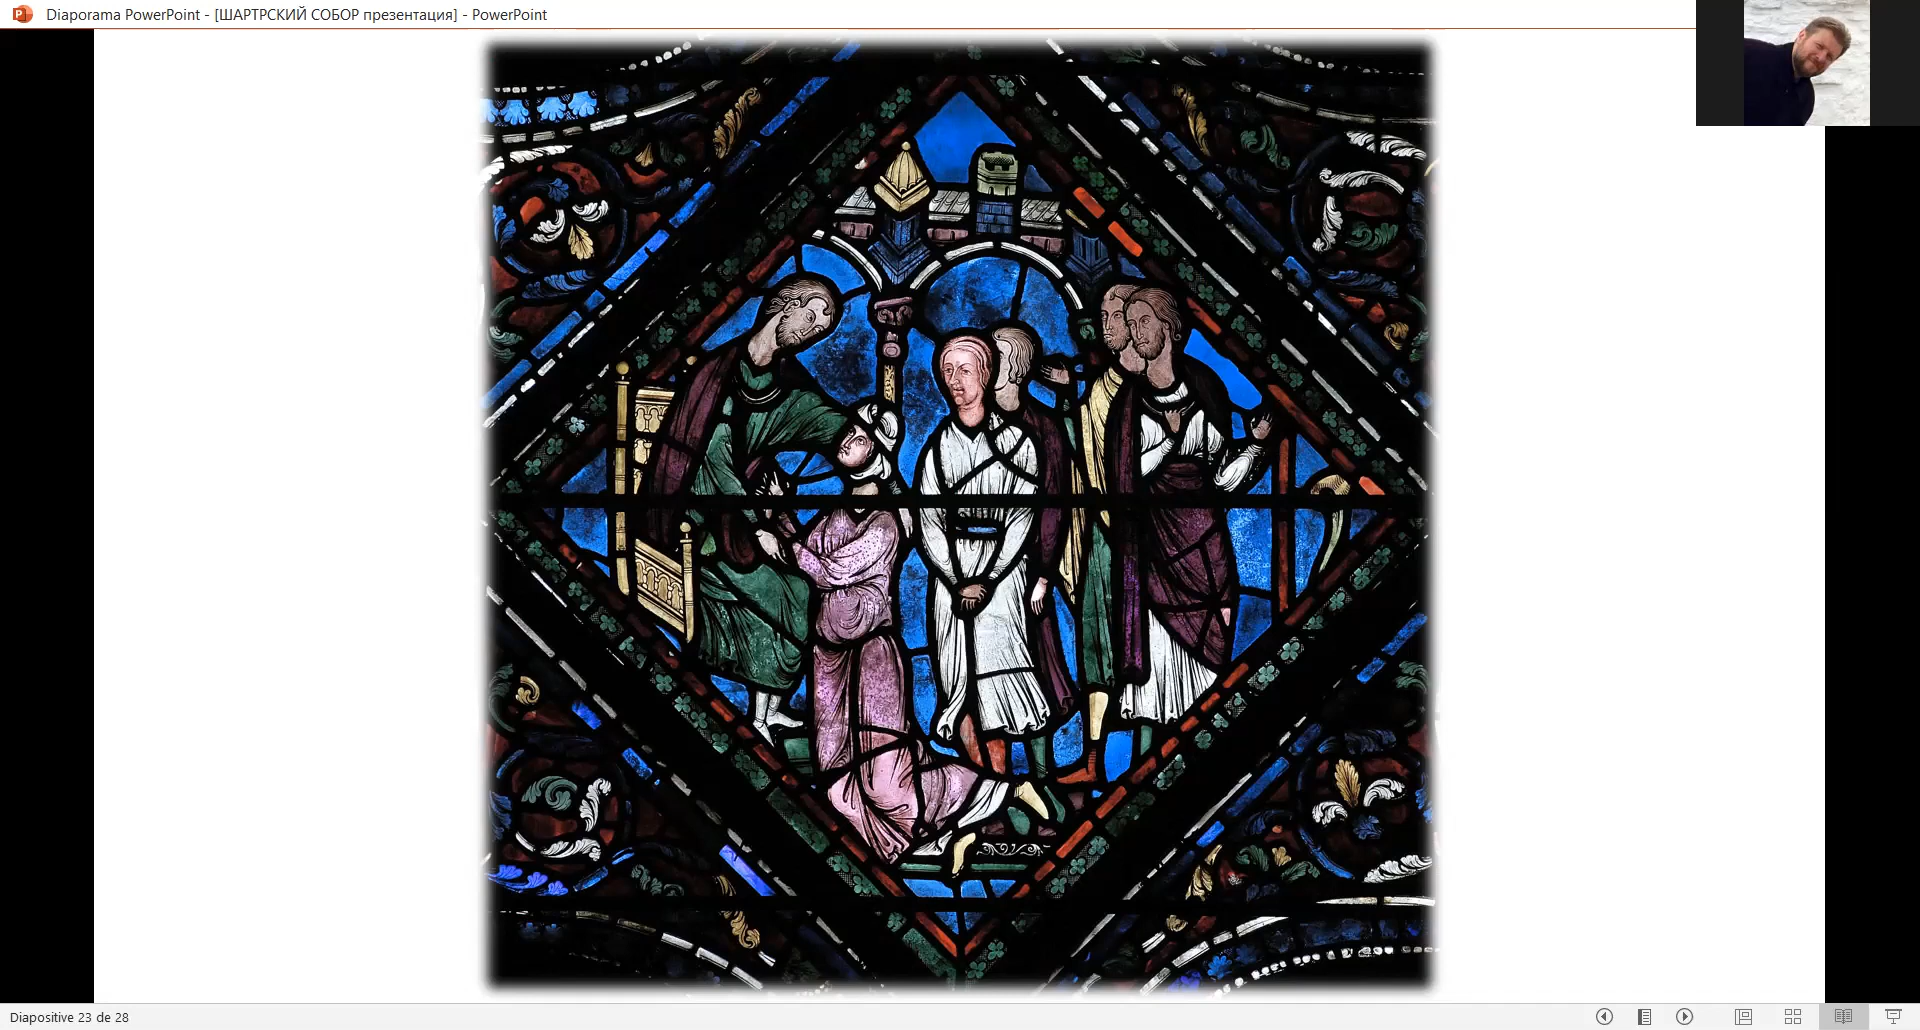 Diaporama PowerPoint - [ШАРТРСКИЙ СОБОР презентация] - PowerPoint
Diapositive 23 de 28